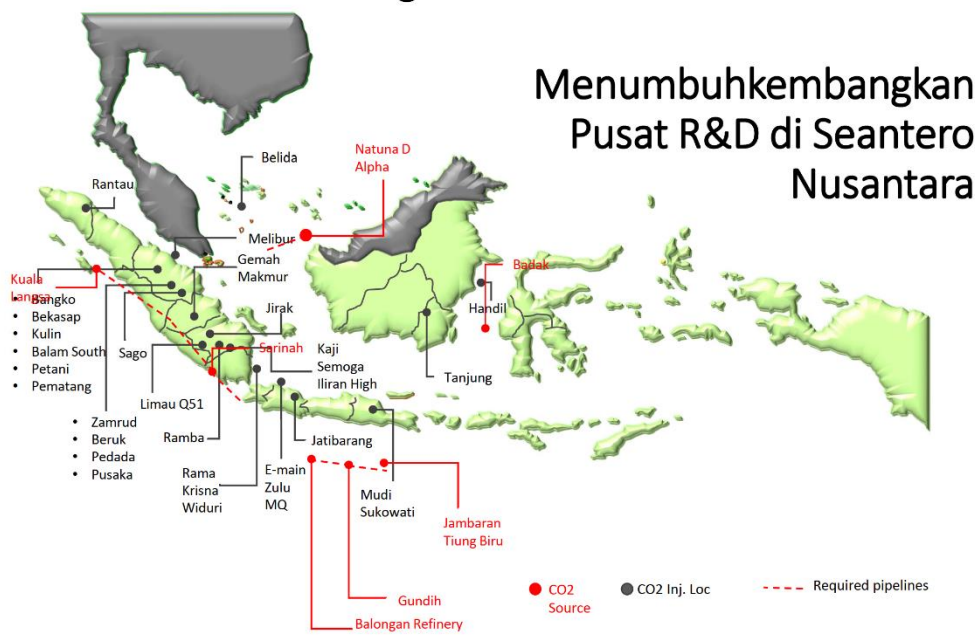 Menumbuhkembangkan
Pusat R&D di Seantero
Nusantara
Natuna D
Alpha
Belida
Rantau
Melibur
Gemah
Makmur
Kuala
Langsa
• Bangko
• Bekasap
• Kulin
• Balam South
• Petani
• Pematang
Badak
Handil
Jirak
Sago
Sarinah
Kaji
Semoga
Iliran High
Tanjung
Limau Q51
• Zamrud
• Beruk
• Pedada
• Pusaka
Ramba
Jatibarang
Rama
Krisna
Widuri
E-main
Zulu
MQ
Mudi
Sukowati
Jambaran
Tiung Biru
Gundih
Balongan Refinery
CO2
Source
CO2 Inj. Loc
Required pipelines